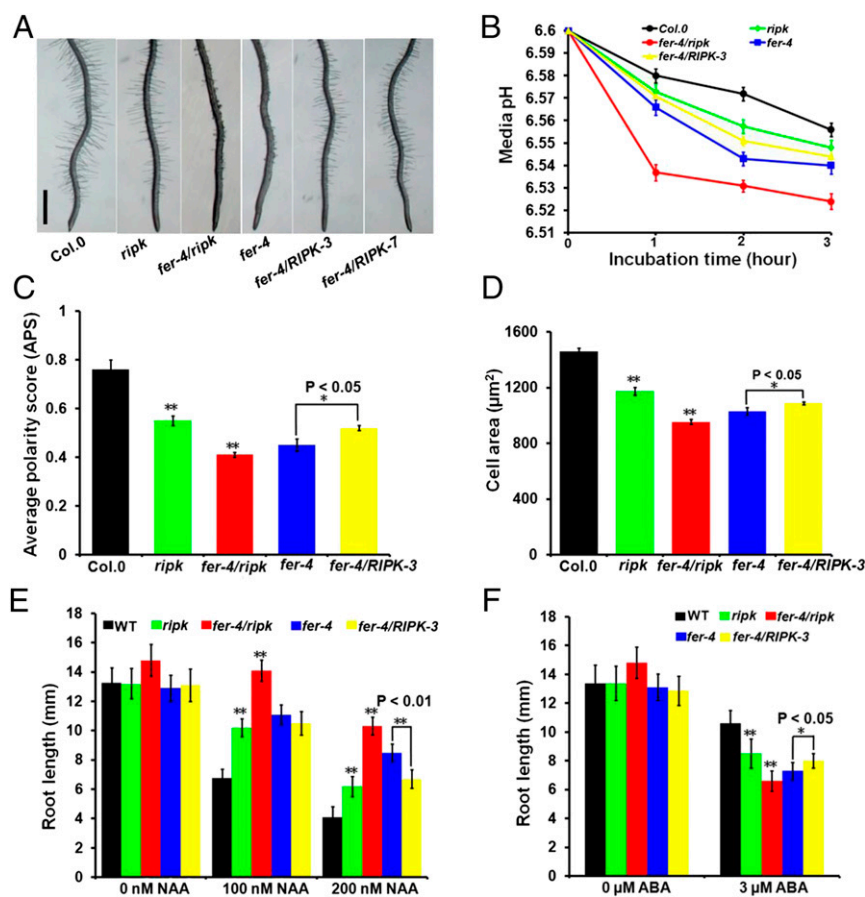 A
Col.0
ripk
fer-4/ripk
fer-4
fer-4/RIPK-3
fer-4/RIPK-7
B
Col.0
ripk
fer-4/ripk
fer-4
fer-4/RIPK-3
Media pH
6.6
6.59
6.58
6.57
6.56
6.55
6.54
6.53
6.52
6.51
0 1 2 3
Incubation time (hour)
C
Average polarity score (APS)
1
0.8
0.6
0.4
0.2
0
**
**
P < 0.05
*
Col.0 ripk fer-4/ripk fer-4 fer-4/RIPK-3
D
Cell area (µm²)
1600
1200
800
400
0
**
**
P < 0.05
*
Col.0 ripk fer-4/ripk fer-4 fer-4/RIPK-3
E
WT ripk fer-4/ripk fer-4 fer-4/RIPK-3
Root length (mm)
18
16
14
12
10
8
6
4
2
0
**
**
**
**
P < 0.01
**
0 nM NAA 100 nM NAA 200 nM NAA
F
WT ripk fer-4/ripk
fer-4 fer-4/RIPK-3
Root length (mm)
18
16
14
12
10
8
6
4
2
0
**
**
P < 0.05
*
0 µM ABA 3 µM ABA